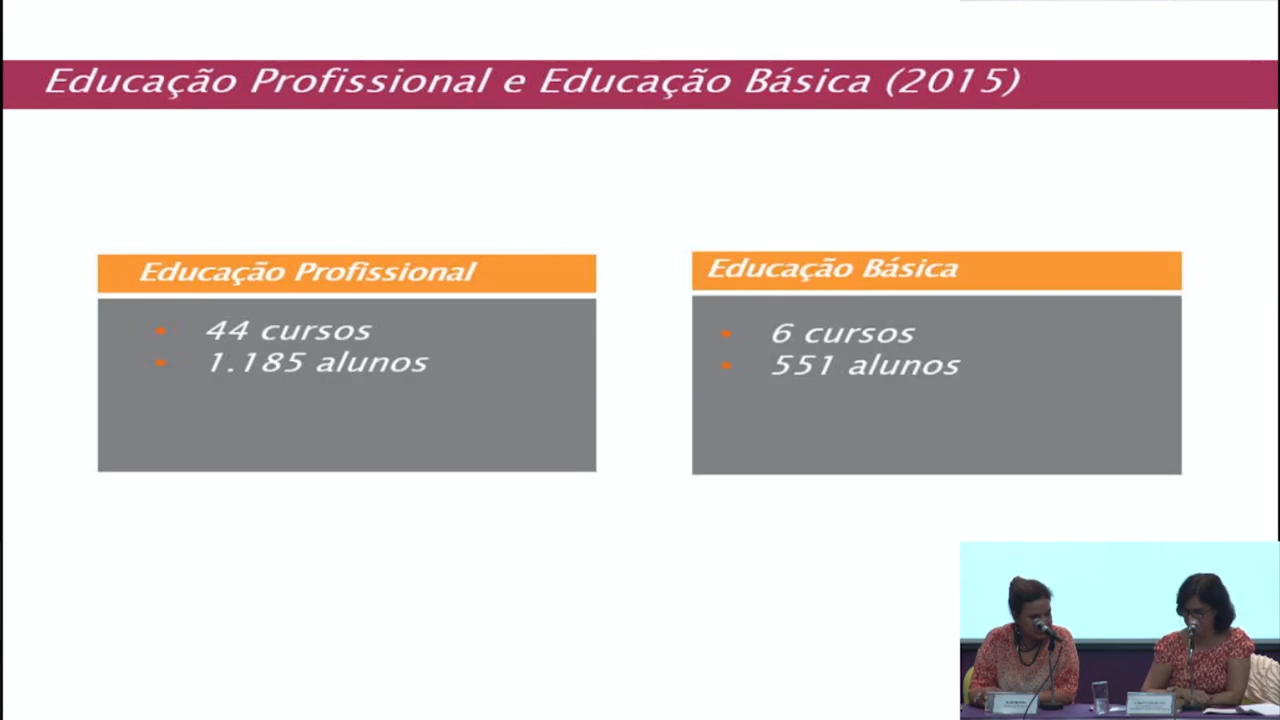 Educação Profissional e Educação Básica (2015)
Educação Profissional
• 44 cursos
• 1.185 alunos
Educação Básica
• 6 cursos
• 551 alunos